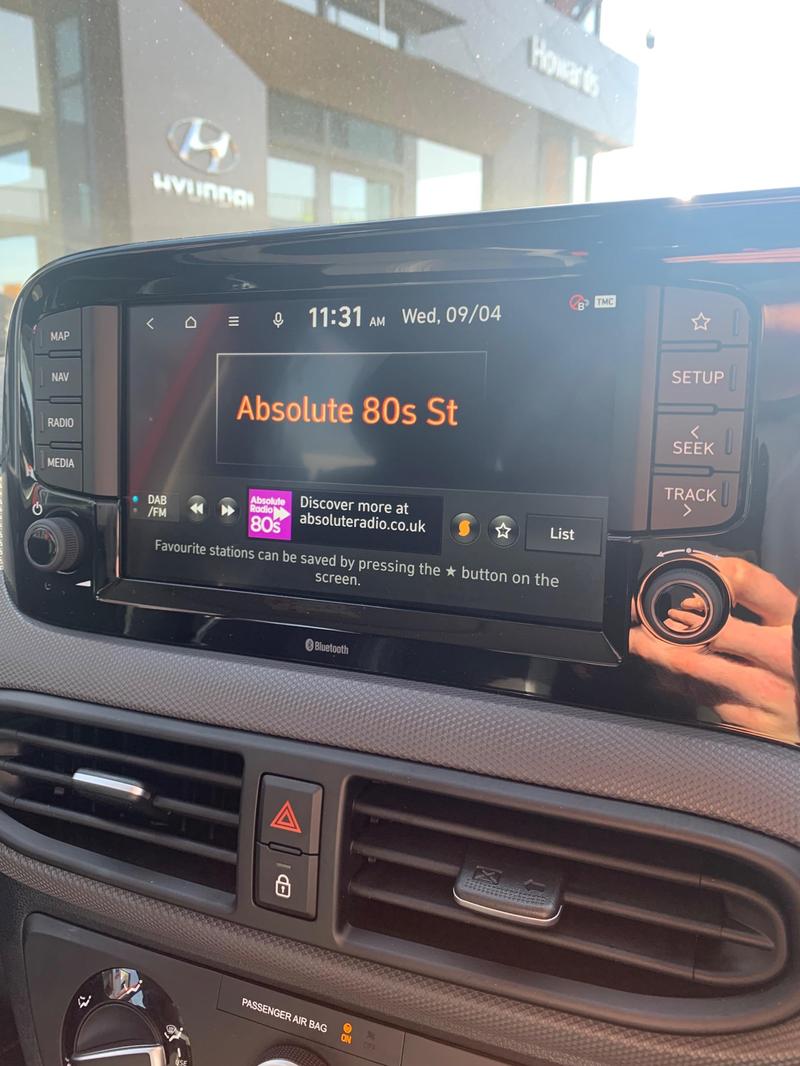 Howards
HYUNDAI
11:31 AM Wed, 09/04
B
TMC
MAP
NAV
RADIO
MEDIA
SETUP
SEEK
TRACK
Absolute 80s St
DAB
/FM
Absolute
Radio
80s
Discover more at
absoluteradio.co.uk
List
Favourite stations can be saved by pressing the ★ button on the
screen.
Bluetooth
PASSENGER AIR BAG
ON